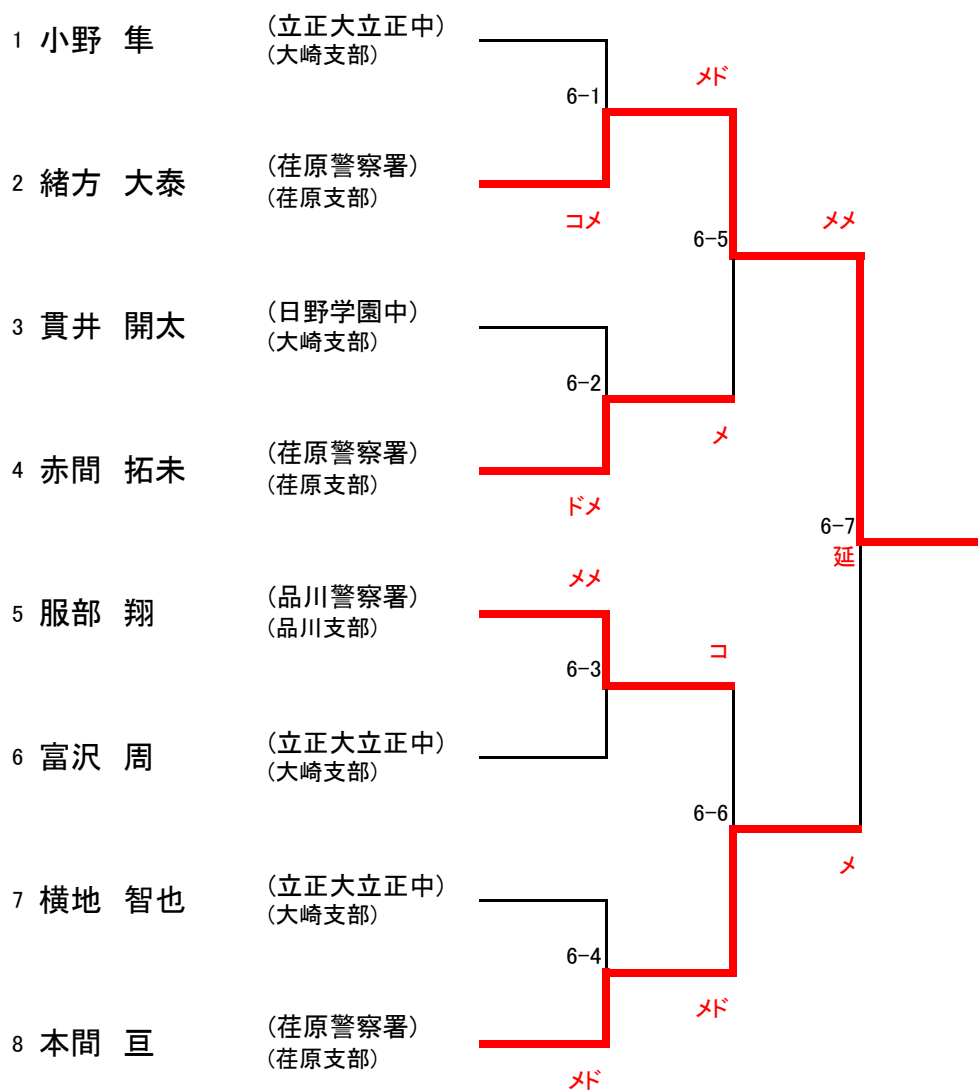 1 小野 隼 (立正大立正中)
(大崎支部)
メド
6-1
2 緒方 大泰 (荏原警察署)
(荏原支部)
コメ
メメ
6-5
3 貫井 開太 (日野学園中)
(大崎支部)
6-2
メ
4 赤間 拓未 (荏原警察署)
(荏原支部)
ドメ
6-7
延
メメ
5 服部 翔 (品川警察署)
(品川支部)
コ
6-3
6 富沢 周 (立正大立正中)
(大崎支部)
6-6
メ
7 横地 智也 (立正大立正中)
(大崎支部)
6-4
メド
8 本間 亘 (荏原警察署)
(荏原支部)
メド